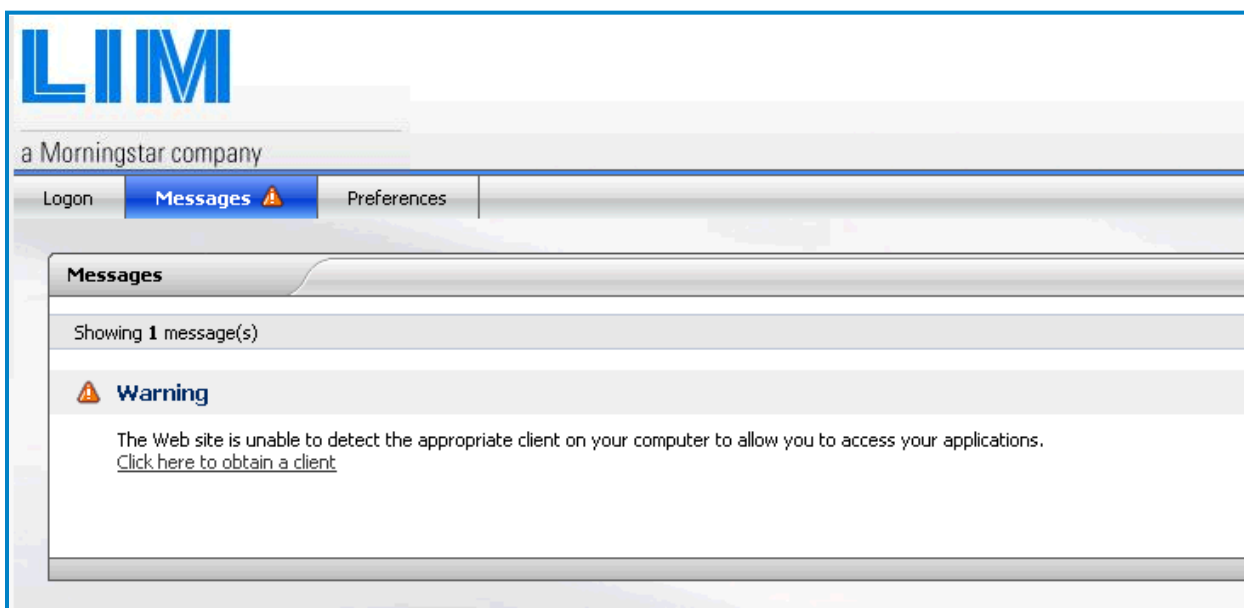 LIM
a Morningstar company
Logon Messages Preferences
Messages
Showing 1 message(s)
Warning
The Web site is unable to detect the appropriate client on your computer to allow you to access your applications.
Click here to obtain a client